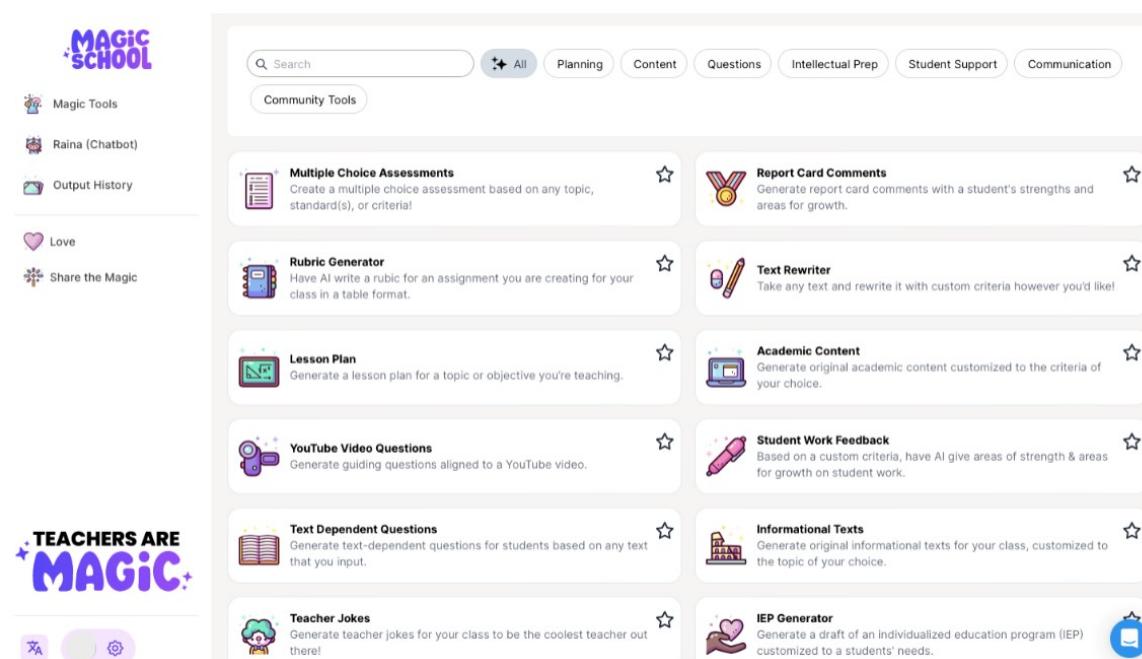 MAGiC
SCHOOL
Magic Tools
Raina (Chatbot)
Output History
Love
Share the Magic
TEACHERS ARE
MAGiC
Search
All
Planning
Content
Questions
Intellectual Prep
Student Support
Communication
Community Tools
Multiple Choice Assessments
Create a multiple choice assessment based on any topic,
standard(s), or criteria!
Report Card Comments
Generate report card comments with a student's strengths and
areas for growth.
Rubric Generator
Have AI write a rubic for an assignment you are creating for your
class in a table format.
Text Rewriter
Take any text and rewrite it with custom criteria however you'd like!
Lesson Plan
Generate a lesson plan for a topic or objective you're teaching.
Academic Content
Generate original academic content customized to the criteria of
your choice.
YouTube Video Questions
Generate guiding questions aligned to a YouTube video.
Student Work Feedback
Based on a custom criteria, have AI give areas of strength & areas
for growth on student work.
Text Dependent Questions
Generate text-dependent questions for students based on any text
that you input.
Informational Texts
Generate original informational texts for your class, customized to
the topic of your choice.
Teacher Jokes
Generate teacher jokes for your class to be the coolest teacher out
there!
IEP Generator
Generate a draft of an individualized education program (IEP)
customized to a students' needs.